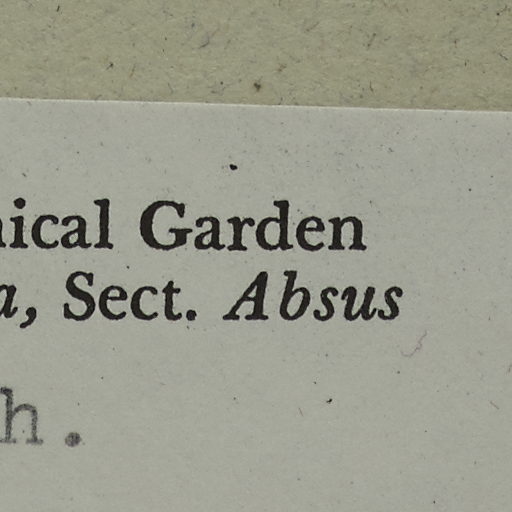 nical Garden
a, Sect. Absus
h.